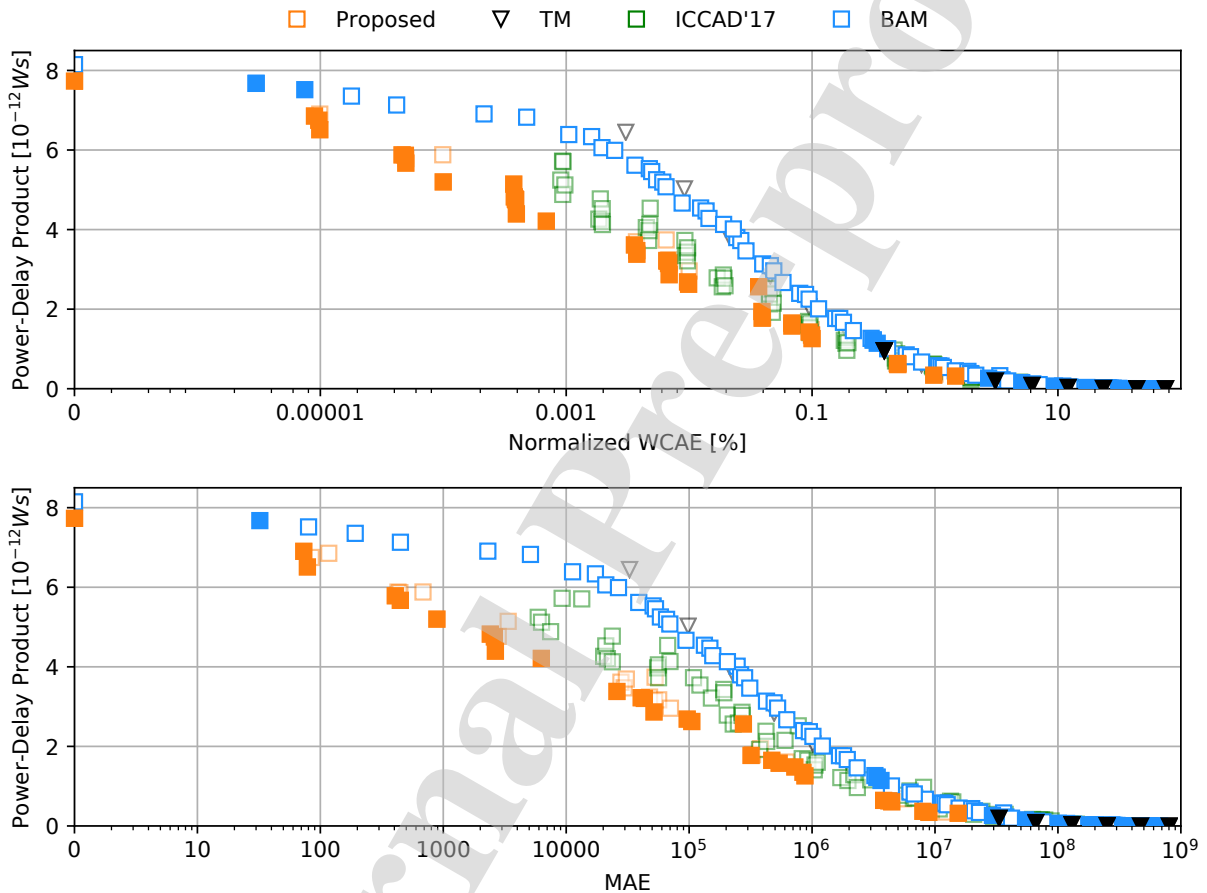 Proposed TM ICCAD'17 BAM
Power-Delay Product [10⁻¹²Ws]
8
6
4
2
0
0 0.00001 0.001 0.1 10
Normalized WCAE [%]
Power-Delay Product [10⁻¹²Ws]
8
6
4
2
0
0 10 100 1000 10000 10⁵ 10⁶ 10⁷ 10⁸ 10⁹
MAE
rnal Prepro